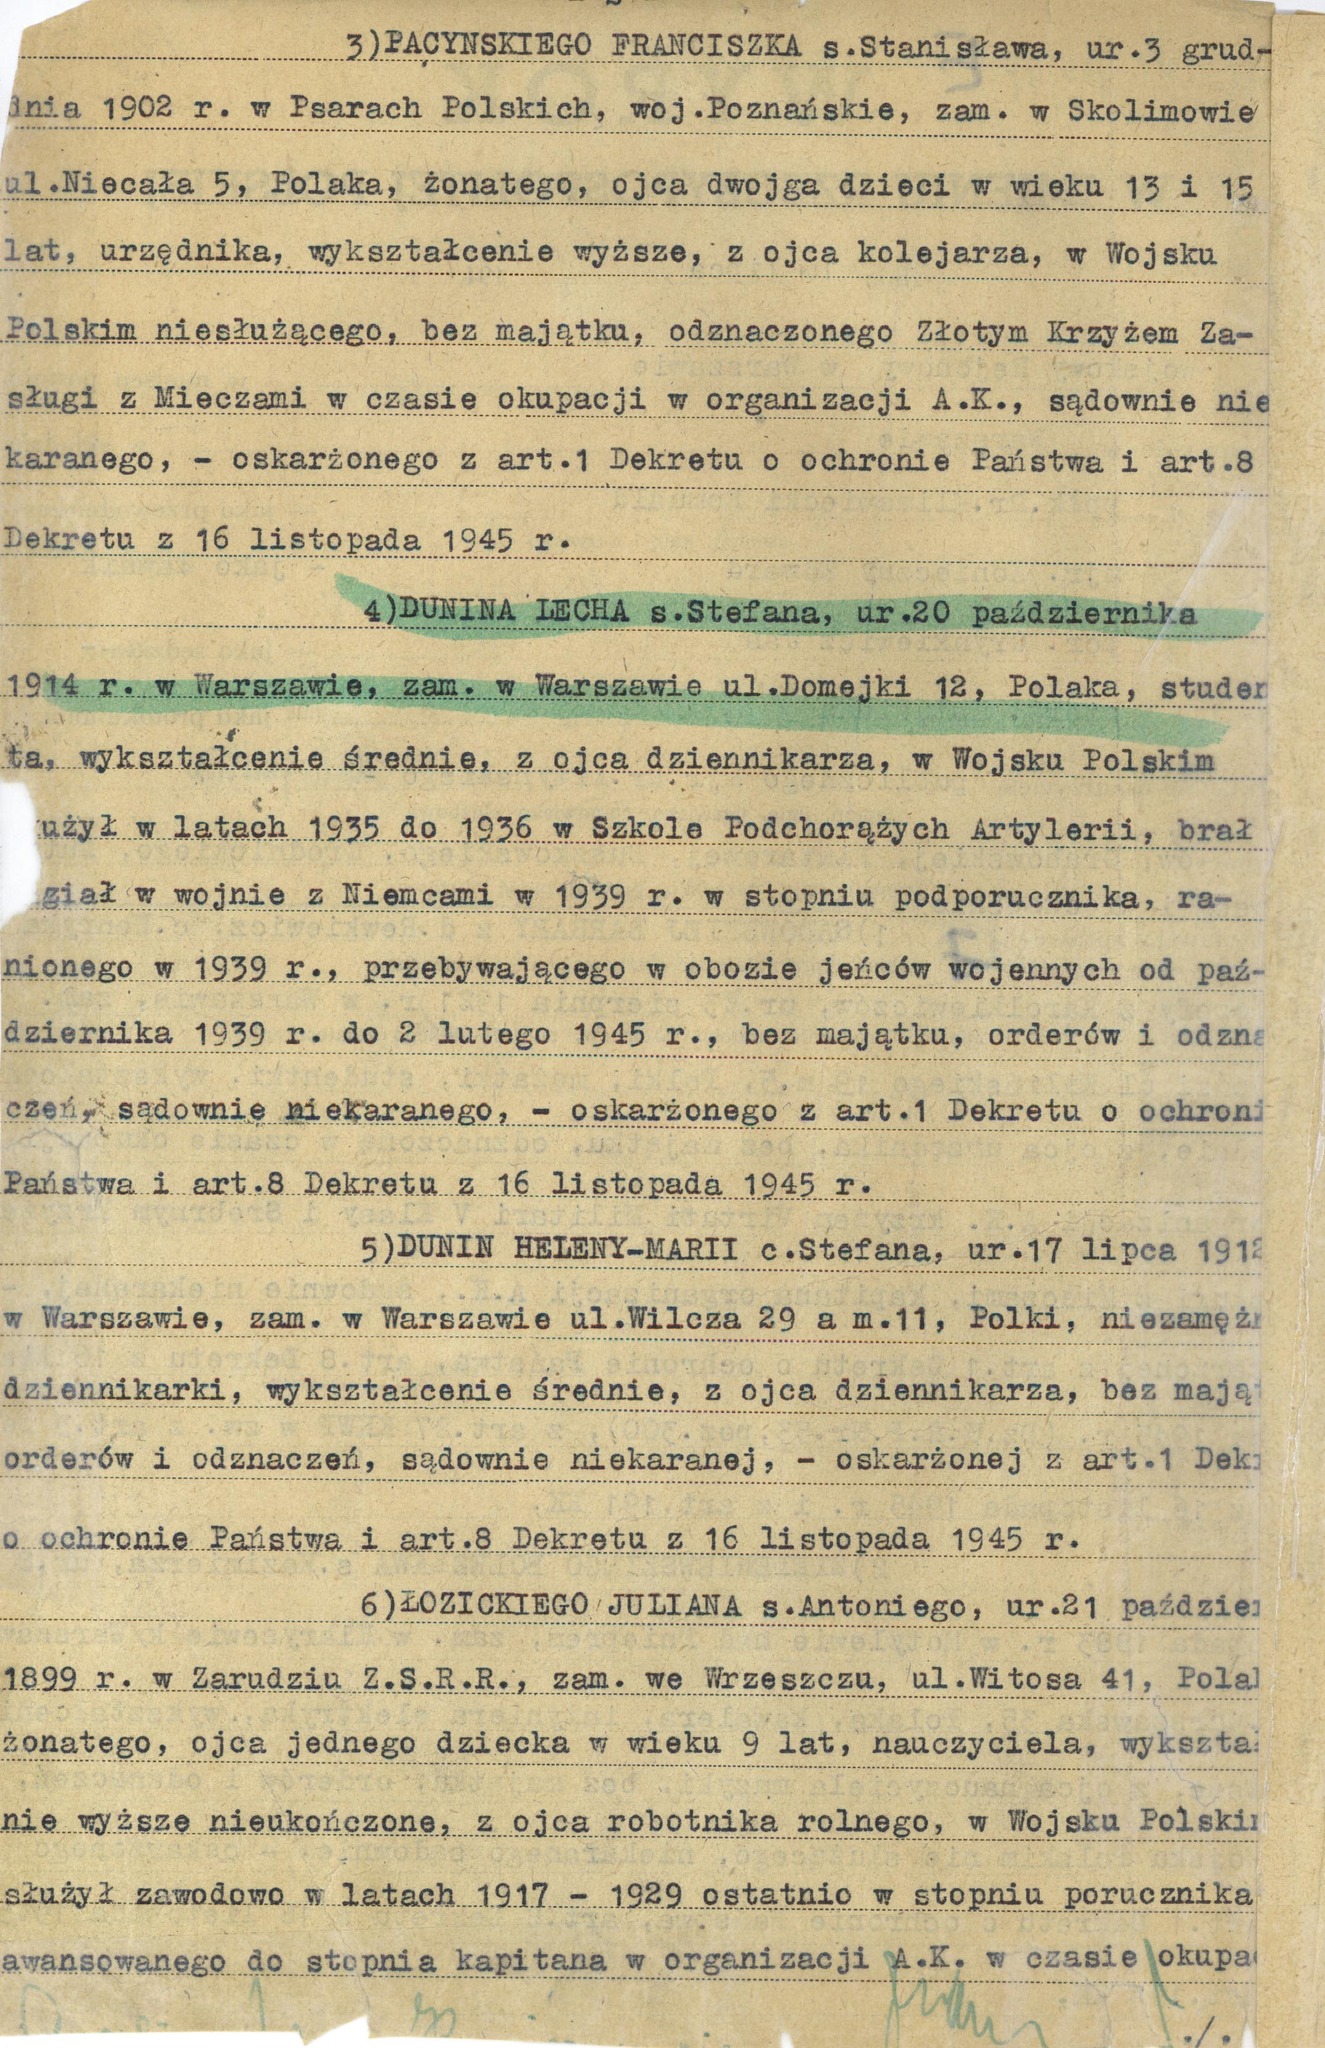 3)PACYNSKIEGO FRANCISZKA s.Stanisława, ur.3 grud-
dnia 1902 r. w Psarach Polskich, woj.Poznańskie, zam. w Skolimowie
ul.Niecała 5, Polaka, żonatego, ojca dwojga dzieci w wieku 13 i 15
lat, urzędnika, wykształcenie wyższe, z ojca kolejarza, w Wojsku
Polskim niesłużącego, bez majątku, odznaczonego Złotym Krzyżem Za-
sługi z Mieczami w czasie okupacji w organizacji A.K., sądownie nie
karanego, - oskarżonego z art.1 Dekretu o ochronie Państwa i art.8
Dekretu z 16 listopada 1945 r.
4)DUNINA LECHA s.Stefana, ur.20 października
1914 r. w Warszawie, zam. w Warszawie ul.Domejki 12, Polaka, studen
ta, wykształcenie średnie, z ojca dziennikarza, w Wojsku Polskim
użył w latach 1935 do 1936 w Szkole Podchorążych Artylerii, brał
giał w wojnie z Niemcami w 1939 r. w stopniu podporucznika, ra-
nionego w 1939 r., przebywającego w obozie jeńców wojennych od paź-
dziernika 1939 r. do 2 lutego 1945 r., bez majątku, orderów i odzna
czeń, sądownie niekaranego, - oskarżonego z art.1 Dekretu o ochroni
Państwa i art.8 Dekretu z 16 listopada 1945 r.
5)DUNIN HELENY-MARII c.Stefana, ur.17 lipca 1912
w Warszawie, zam. w Warszawie ul.Wilcza 29 a m.11, Polki, niezamężn
dziennikarki, wykształcenie średnie, z ojca dziennikarza, bez mająt
orderów i odznaczeń, sądownie niekaranej, - oskarżonej z art.1 Dekr
o ochronie Państwa i art.8 Dekretu z 16 listopada 1945 r.
6)ŁOZICKIEGO JULIANA s.Antoniego, ur.21 paździer
1899 r. w Zarudziu Z.S.R.R., zam. we Wrzeszczu, ul.Witosa 41, Polak
żonatego, ojca jednego dziecka w wieku 9 lat, nauczyciela, wykształ
nie wyższe nieukończone, z ojca robotnika rolnego, w Wojsku Polskim
służył zawodowo w latach 1917 - 1929 ostatnio w stopniu porucznika
awansowanego do stopnia kapitana w organizacji A.K. w czasie okupac
./.